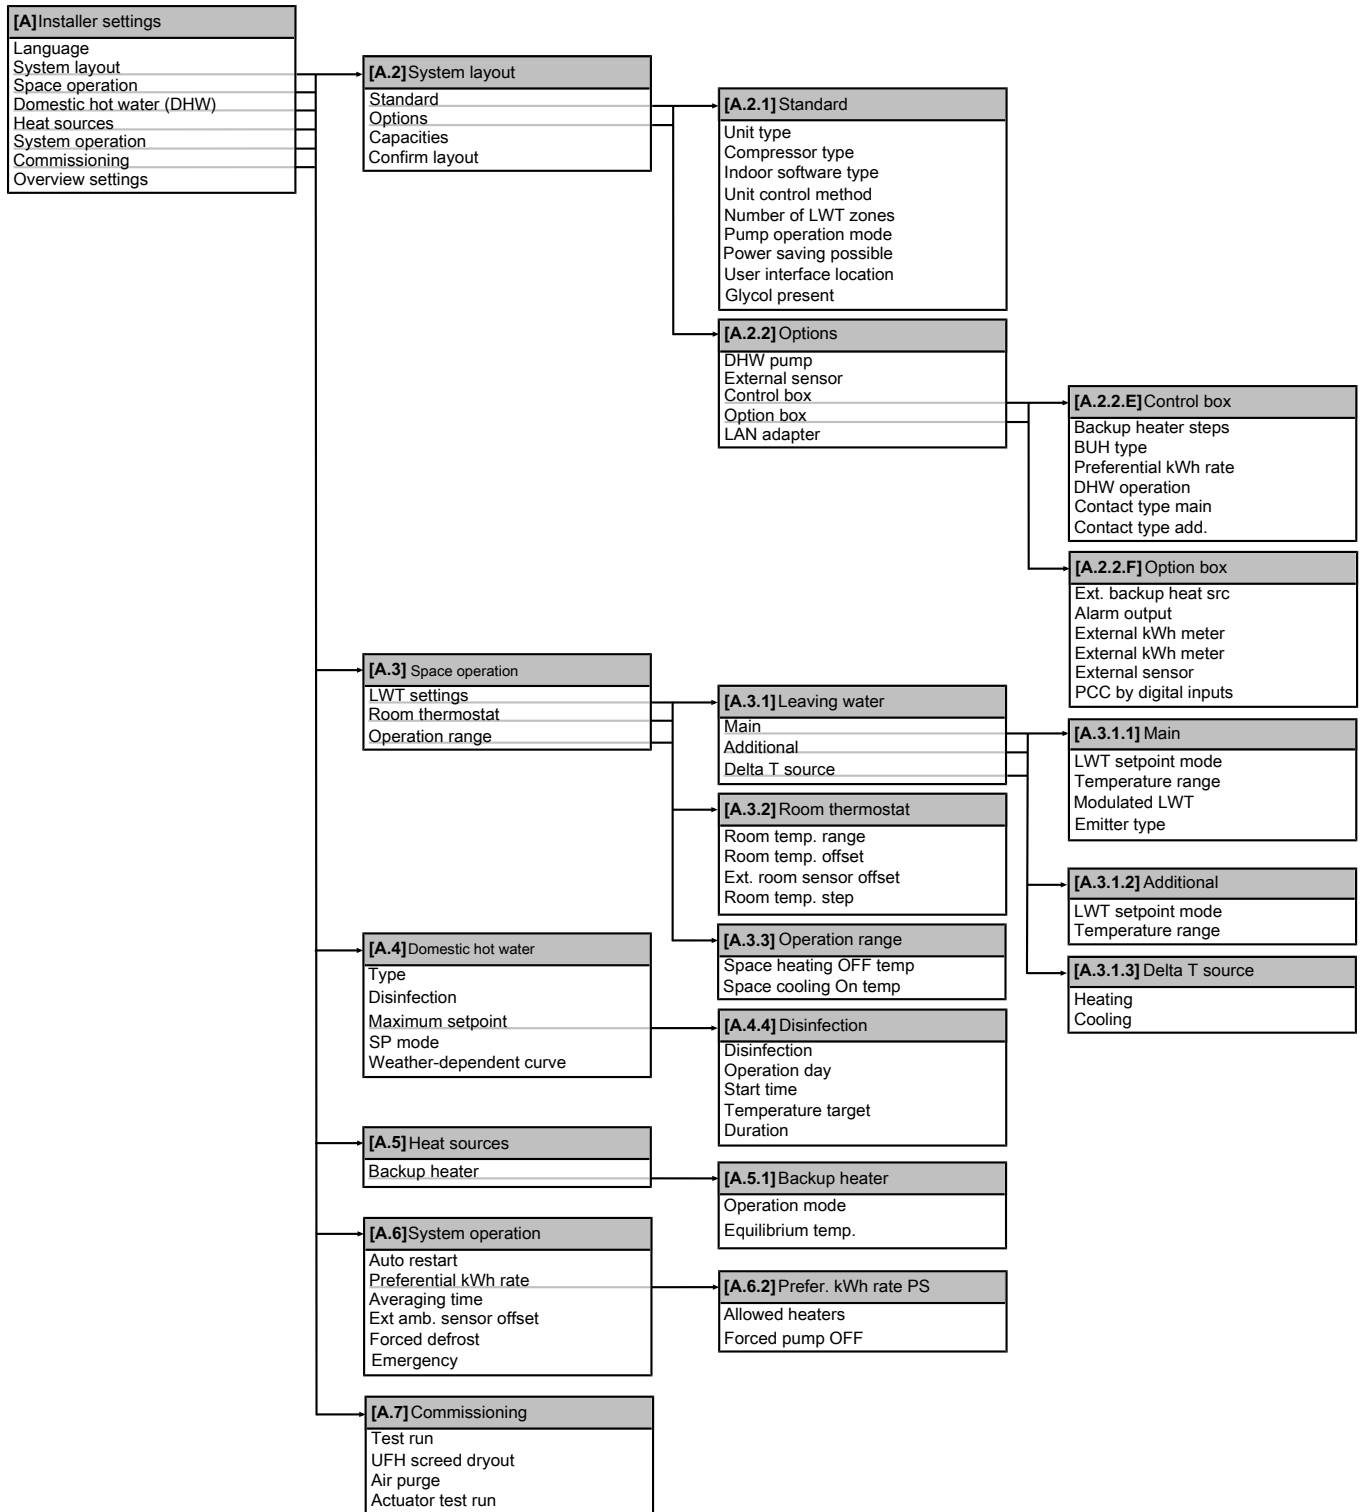 [A] Installer settings
Language
System layout
Space operation
Domestic hot water (DHW)
Heat sources
System operation
Commissioning
Overview settings
[A.2] System layout
Standard
Options
Capacities
Confirm layout
[A.2.1] Standard
Unit type
Compressor type
Indoor software type
Unit control method
Number of LWT zones
Pump operation mode
Power saving possible
User interface location
Glycol present
[A.2.2] Options
DHW pump
External sensor
Control box
Option box
LAN adapter
[A.2.2.E] Control box
Backup heater steps
BUH type
Preferential kWh rate
DHW operation
Contact type main
Contact type add.
[A.2.2.F] Option box
Ext. backup heat src
Alarm output
External kWh meter
External kWh meter
External sensor
PCC by digital inputs
[A.3] Space operation
LWT settings
Room thermostat
Operation range
[A.3.1] Leaving water
Main
Additional
Delta T source
[A.3.1.1] Main
LWT setpoint mode
Temperature range
Modulated LWT
Emitter type
[A.3.1.2] Additional
LWT setpoint mode
Temperature range
[A.3.1.3] Delta T source
Heating
Cooling
[A.3.2] Room thermostat
Room temp. range
Room temp. offset
Ext. room sensor offset
Room temp. step
[A.3.3] Operation range
Space heating OFF temp
Space cooling On temp
[A.4] Domestic hot water
Type
Disinfection
Maximum setpoint
SP mode
Weather-dependent curve
[A.4.4] Disinfection
Disinfection
Operation day
Start time
Temperature target
Duration
[A.5] Heat sources
Backup heater
[A.5.1] Backup heater
Operation mode
Equilibrium temp.
[A.6] System operation
Auto restart
Preferential kWh rate
Averaging time
Ext amb. sensor offset
Forced defrost
Emergency
[A.6.2] Prefer. kWh rate PS
Allowed heaters
Forced pump OFF
[A.7] Commissioning
Test run
UFH screed dryout
Air purge
Actuator test run